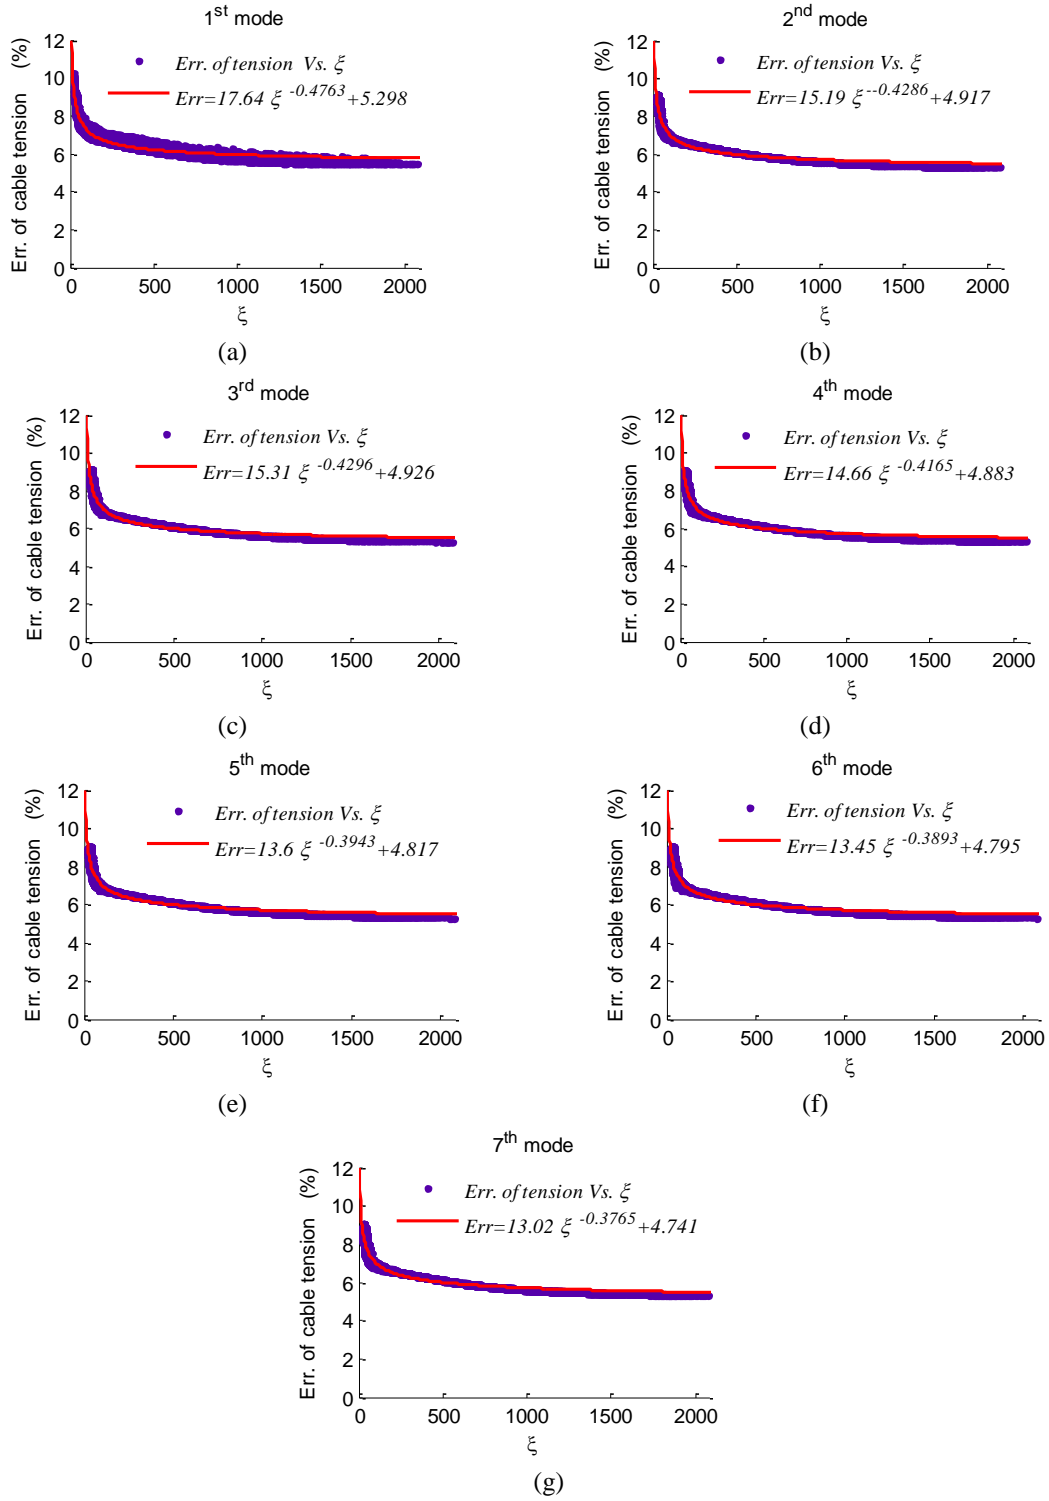 1st mode
Err. of cable tension (%)
12
10
8
6
4
2
0
Err. of tension Vs. ξ
Err=17.64 ξ -0.4763+5.298
0 500 1000 1500 2000
ξ
(a)
2nd mode
Err. of cable tension (%)
12
10
8
6
4
2
0
Err. of tension Vs. ξ
Err=15.19 ξ--0.4286+4.917
0 500 1000 1500 2000
ξ
(b)
3rd mode
Err. of cable tension (%)
12
10
8
6
4
2
0
Err. of tension Vs. ξ
Err=15.31 ξ -0.4296+4.926
0 500 1000 1500 2000
ξ
(c)
4th mode
Err. of cable tension (%)
12
10
8
6
4
2
0
Err. of tension Vs. ξ
Err=14.66 ξ -0.4165+4.883
0 500 1000 1500 2000
ξ
(d)
5th mode
Err. of cable tension (%)
12
10
8
6
4
2
0
Err. of tension Vs. ξ
Err=13.6 ξ -0.3943+4.817
0 500 1000 1500 2000
ξ
(e)
6th mode
Err. of cable tension (%)
12
10
8
6
4
2
0
Err. of tension Vs. ξ
Err=13.45 ξ -0.3893+4.795
0 500 1000 1500 2000
ξ
(f)
7th mode
Err. of cable tension (%)
12
10
8
6
4
2
0
Err. of tension Vs. ξ
Err=13.02 ξ -0.3765+4.741
0 500 1000 1500 2000
ξ
(g)